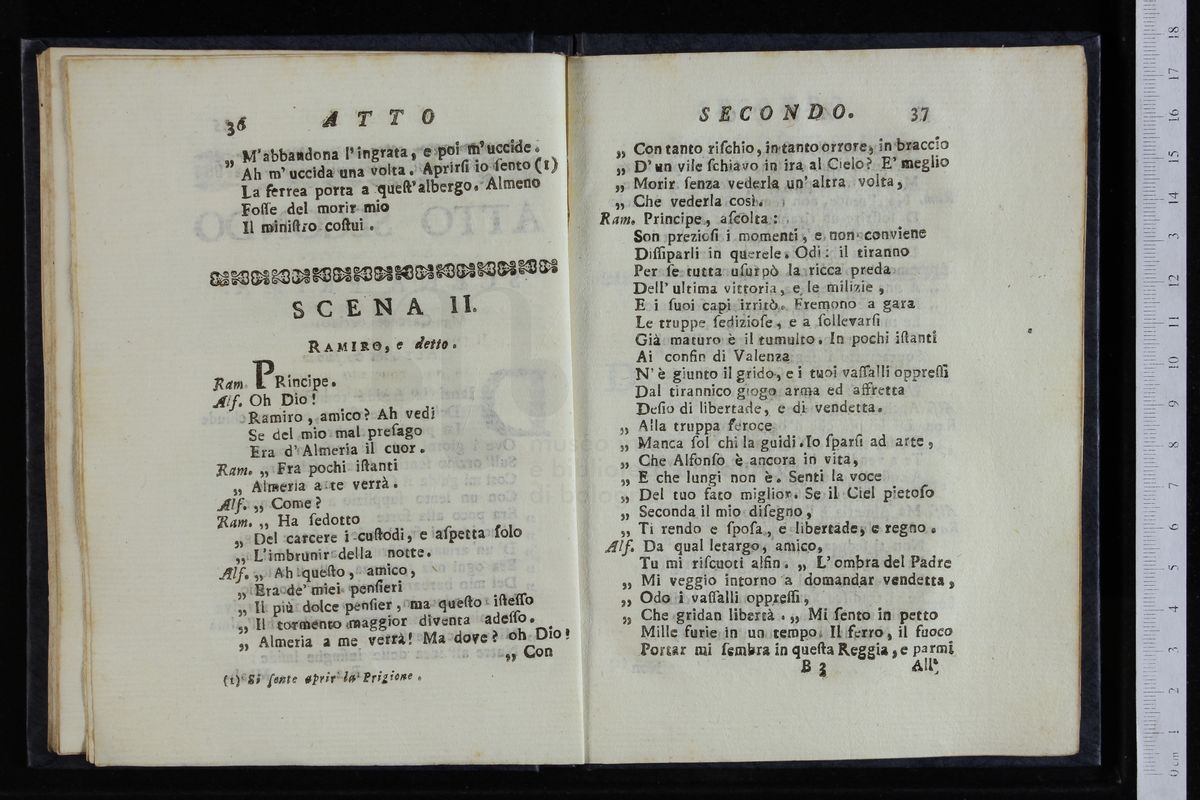 36 ATTO
„ M'abbandona l'ingrata, e poi m'uccide.
Ah m'uccida una volta. Aprirſi io ſento (1)
La ferrea porta a queſt'albergo. Almeno
Foſſe del morir mio
Il miniſtro coſtui.
SCENA II.
RAMIRO, e detto.
Ram. PRincipe.
Alf. Oh Dio!
Ramiro, amico? Ah vedi
Se del mio mal preſago
Era d'Almeria il cuor.
Ram. „ Fra pochi iſtanti
„ Almeria a te verrà.
Alf. „ Come?
Ram. „ Ha ſedotto
„ Del carcere i cuſtodi, e aſpetta ſolo
„ L'imbrunir della notte.
Alf. „ Ah queſto, amico,
„ Era de' miei penſieri
„ Il più dolce penſier, ma queſto iſteſſo
„ Il tormento maggior diventa adeſſo.
„ Almeria a me verrà! Ma dove? oh Dio!
„ Con
(1) Si ſente aprir la Prigione.
SECONDO. 37
„ Con tanto riſchio, in tanto orrore, in braccio
„ D'un vile ſchiavo in ira al Cielo? E' meglio
„ Morir ſenza vederla un' altra volta,
„ Che vederla così.
Ram. Principe, aſcolta:
Son prezioſi i momenti, e non conviene
Diſſiparli in querele. Odi: il tiranno
Per ſe tutta uſurpò la ricca preda
Dell' ultima vittoria, e le milizie,
E i ſuoi capi irritò. Fremono a gara
Le truppe ſedizioſe, e a ſollevarſi
Già maturo è il tumulto. In pochi iſtanti
Ai confin di Valenza
N' è giunto il grido, e i tuoi vaſſalli oppreſſi
Dal tirannico giogo arma ed affretta
Deſio di libertade, e di vendetta.
„ Alla truppa feroce
„ Manca ſol chi la guidi. Io ſparſi ad arte,
„ Che Alfonſo è ancora in vita,
„ E che lungi non è. Senti la voce
„ Del tuo fato miglior. Se il Ciel pietoſo
„ Seconda il mio diſegno,
„ Ti rendo e ſpoſa, e libertade, e regno.
Alf. Da qual letargo, amico,
Tu mi riſcuoti alfin. „ L'ombra del Padre
„ Mi veggio intorno a domandar vendetta,
„ Odo i vaſſalli oppreſſi,
„ Che gridan libertà. „ Mi ſento in petto
Mille furie in un tempo. Il ferro, il fuoco
Portar mi ſembra in queſta Reggia, e parmi
B 3 All'